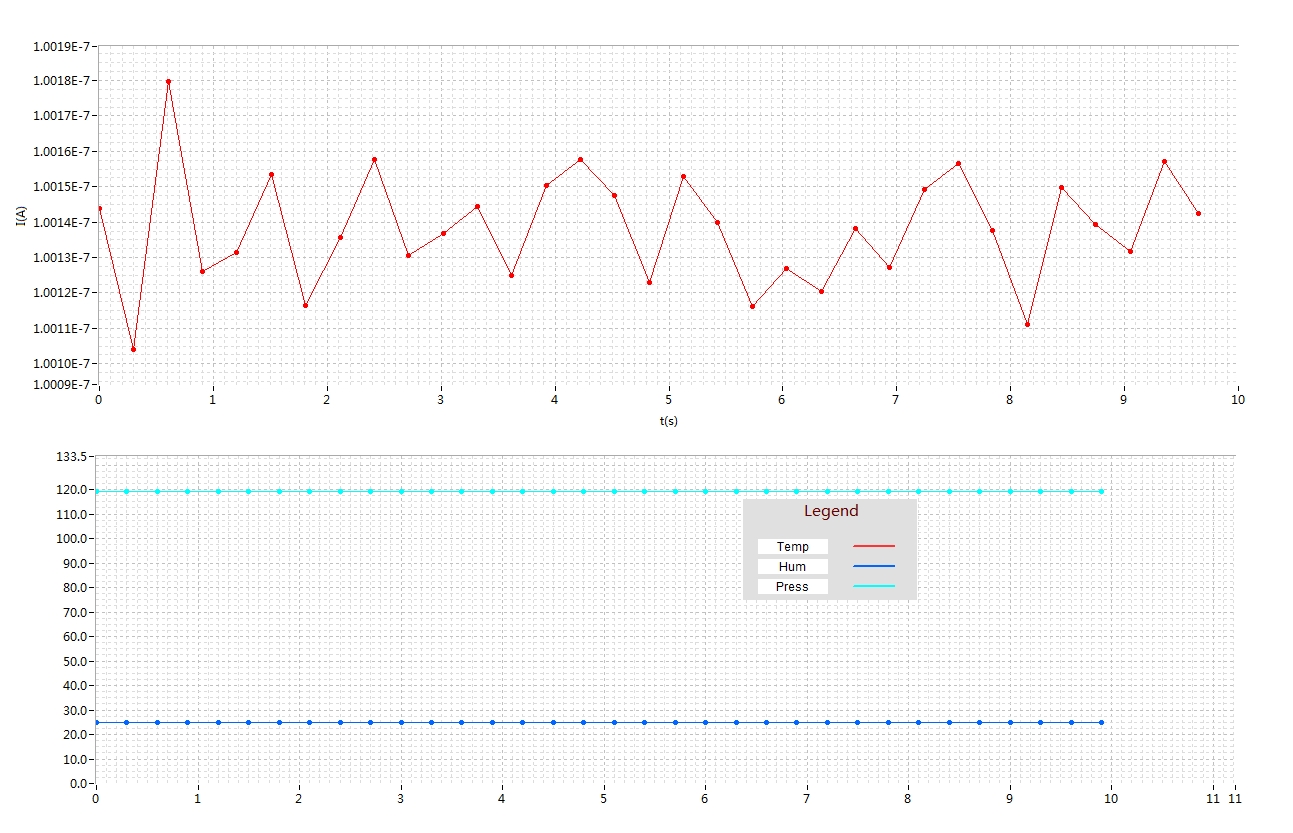 1.0019E-7
1.0018E-7
1.0017E-7
1.0016E-7
1.0015E-7
1.0014E-7
1.0013E-7
1.0012E-7
1.0011E-7
1.0010E-7
1.0009E-7
I(A)
0 1 2 3 4 5 6 7 8 9 10
t(s)
133.5
120.0
110.0
100.0
90.0
80.0
70.0
60.0
50.0
40.0
30.0
20.0
10.0
0.0
Legend
Temp
Hum
Press
0 1 2 3 4 5 6 7 8 9 10 11 11